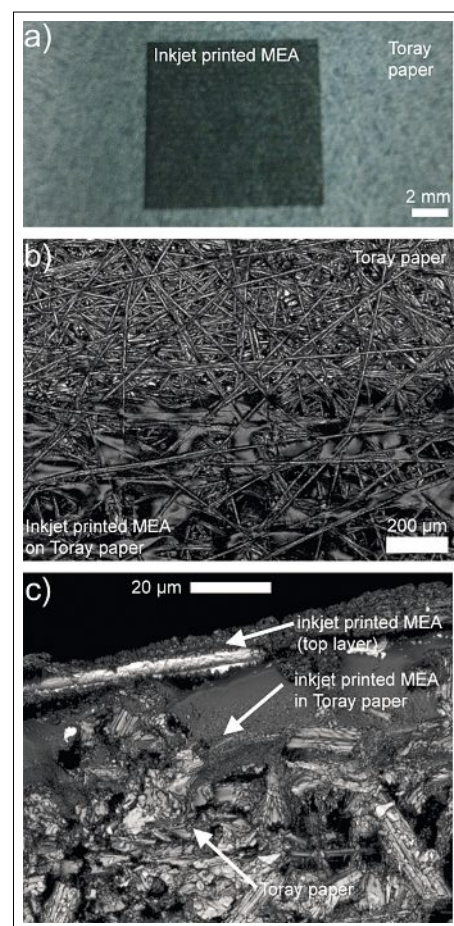 a)
Inkjet printed MEA
Toray
paper
2 mm
b)
Toray paper
Inkjet printed MEA
on Toray paper
200 µm
c)
20 µm
inkjet printed MEA
(top layer)
inkjet printed MEA
in Toray paper
Toray paper